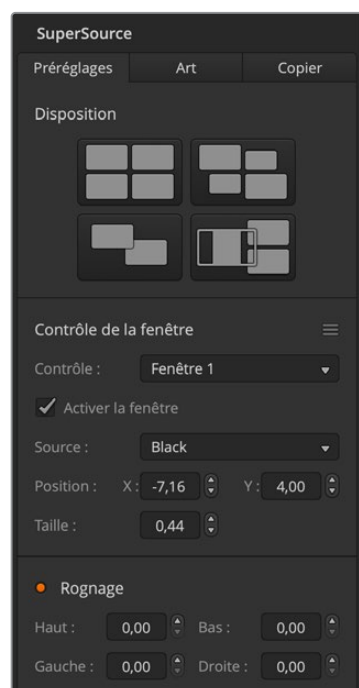 SuperSource
Préréglages Art Copier
Disposition
Contrôle de la fenêtre
Contrôle : Fenêtre 1
Activer la fenêtre
Source : Black
Position : X : -7,16 Y : 4,00
Taille : 0,44
Rognage
Haut : 0,00 Bas : 0,00
Gauche : 0,00 Droite : 0,00